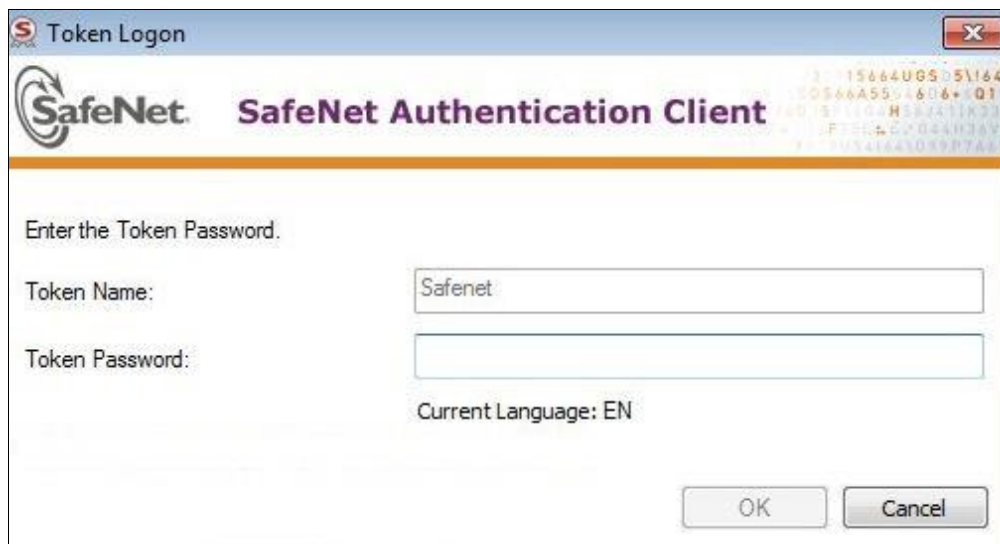 Token Logon
SafeNet.
SafeNet Authentication Client
Enter the Token Password.
Token Name:
Safenet
Token Password:
Current Language: EN
OK
Cancel